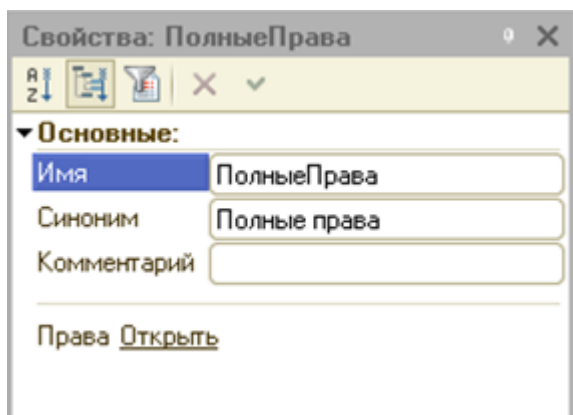 Свойства: ПолныеПрава
Основные:
Имя ПолныеПрава
Синоним Полные права
Комментарий
Права Открыть